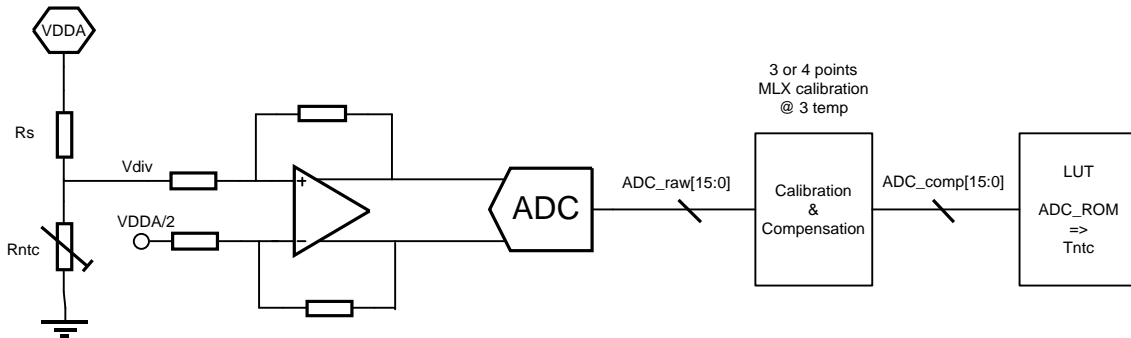 VDDA
Rs
Rntc
Vdiv
VDDA/2
+
−
ADC
ADC_raw[15:0]
3 or 4 points
MLX calibration
@ 3 temp
Calibration
&
Compensation
ADC_comp[15:0]
LUT
ADC_ROM
=>
Tntc